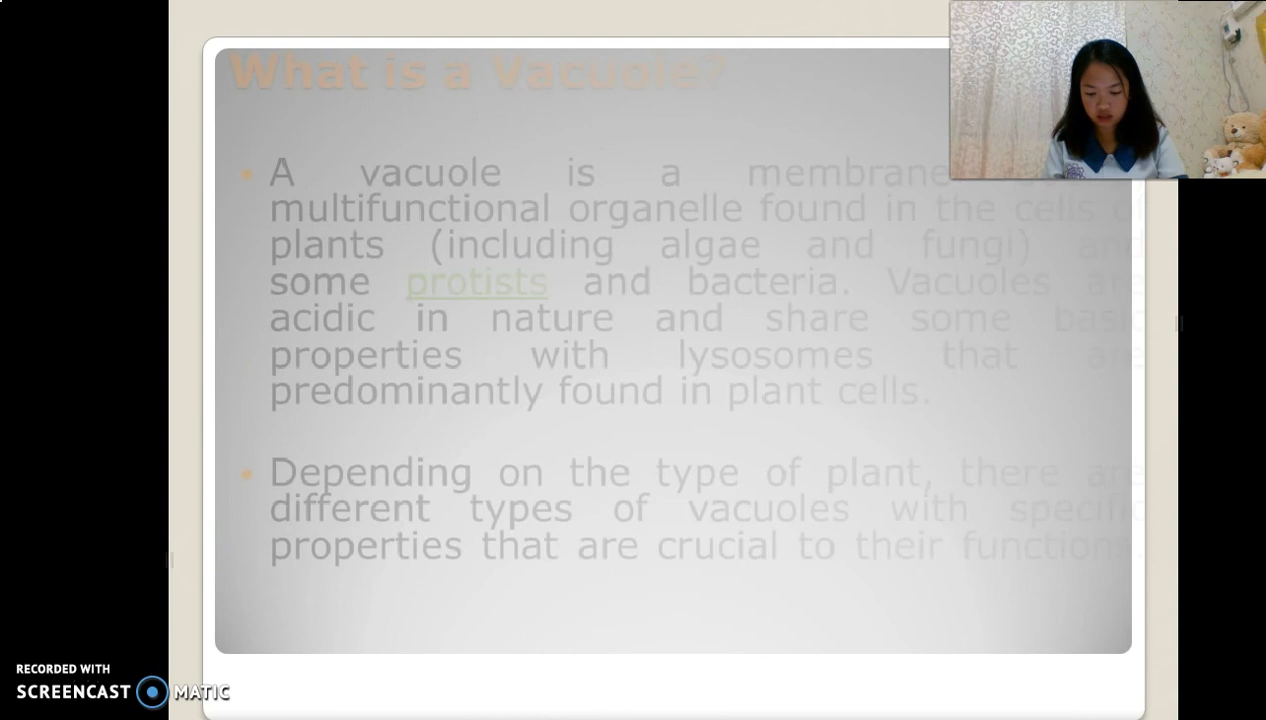 What is a Vacuole?
• A vacuole is a membrane
multifunctional organelle found in the cells of
plants (including algae and fungi) and
some protists and bacteria. Vacuoles are
acidic in nature and share some basic
properties with lysosomes that are
predominantly found in plant cells.
• Depending on the type of plant, there are
different types of vacuoles with specific
properties that are crucial to their functions.
RECORDED WITH
SCREENCAST MATIC